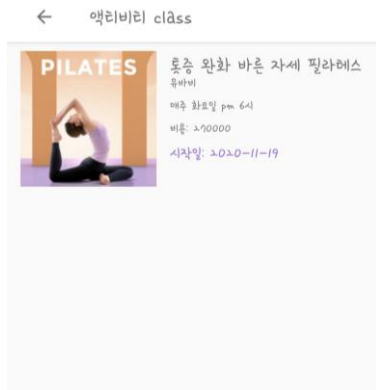 액티비티 class
PILATES
통증 완화 바른 자세 필라테스
뮤바비
매주 화요일 pm 6시
비용: 270000
시작일: 2020-11-19